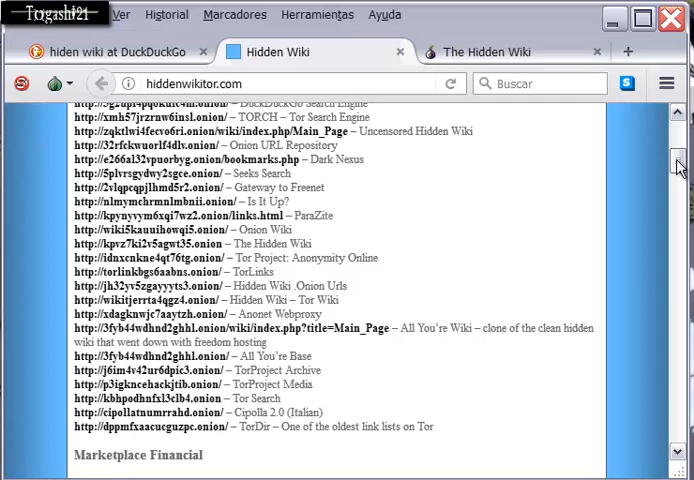 Togashi21
Ver Historial Marcadores Herramientas Ayuda
hiden wiki at DuckDuckGo Hidden Wiki The Hidden Wiki
hiddenwikitor.com Buscar
– DuckDuckGo Search Engine
http://xmh57jrzrnw6insl.onion/ – TORCH – Tor Search Engine
http://zqktlwi4fecvo6ri.onion/wiki/index.php/Main_Page – Uncensored Hidden Wiki
http://32rfckwuorlf4dlv.onion/ – Onion URL Repository
http://e266al32vpuorbyg.onion/bookmarks.php – Dark Nexus
http://5plvrsgydwy2sgce.onion/ – Seeks Search
http://2vlqpcqpjlhmd5r2.onion/ – Gateway to Freenet
http://nlmymchrmnlmbnii.onion/ – Is It Up?
http://kpynyvym6xqi7wz2.onion/links.html – ParaZite
http://wiki5kauuihowqi5.onion/ – Onion Wiki
http://kpvz7ki2v5agwt35.onion – The Hidden Wiki
http://idnxcnkne4qt76tg.onion/ – Tor Project: Anonymity Online
http://torlinkbgs6aabns.onion/ – TorLinks
http://jh32yv5zgayyyts3.onion/ – Hidden Wiki .Onion Urls
http://wikitjerrta4qgz4.onion/ – Hidden Wiki – Tor Wiki
http://xdagknwjc7aaytzh.onion/ – Anonet Webproxy
http://3fyb44wdhnd2ghhl.onion/wiki/index.php?title=Main_Page – All You’re Wiki – clone of the clean hidden
wiki that went down with freedom hosting
http://3fyb44wdhnd2ghhl.onion/ – All You’re Base
http://j6im4v42ur6dpic3.onion/ – TorProject Archive
http://p3igkncehackjtib.onion/ – TorProject Media
http://kbhpodhnfxl3clb4.onion – Tor Search
http://cipollatnumrrahd.onion/ – Cipolla 2.0 (Italian)
http://dppmfxaacucguzpc.onion/ – TorDir – One of the oldest link lists on Tor
Marketplace Financial